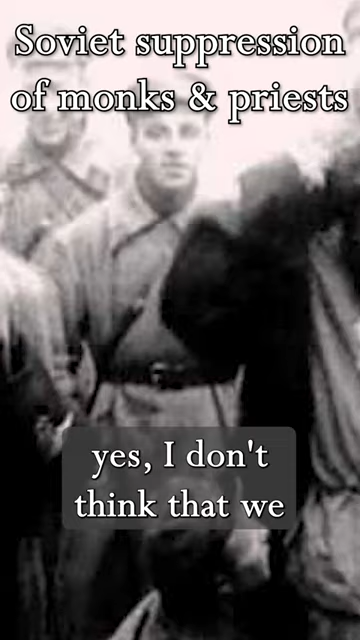 Soviet suppression
of monks & priests
yes, I don't
think that we